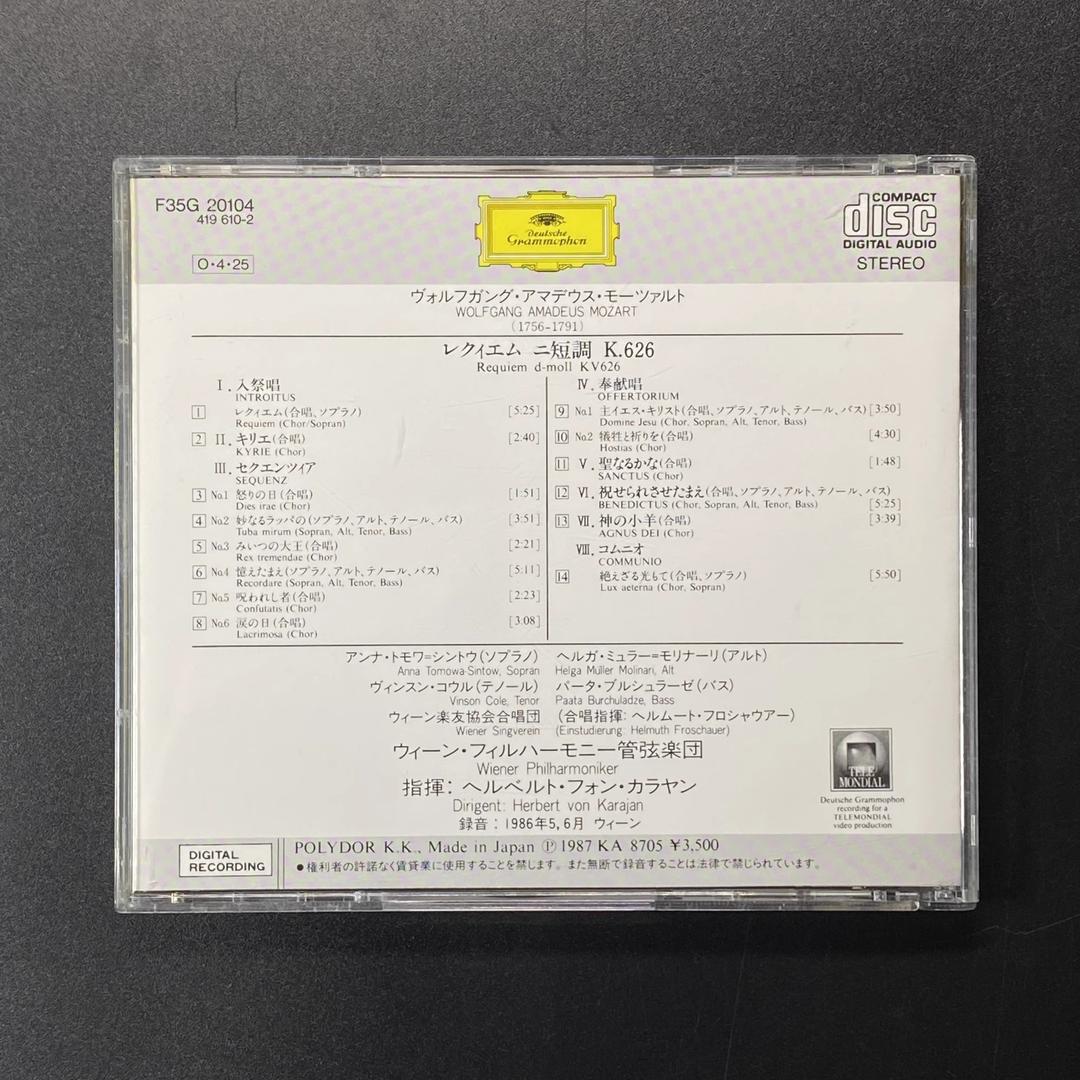 F35G 20104
419 610-2
O・4・25
Deutsche
Grammophon
COMPACT
disc
DIGITAL AUDIO
STEREO
ヴォルフガング・アマデウス・モーツァルト
WOLFGANG AMADEUS MOZART
(1756-1791)
レクィエム ニ短調 K.626
Requiem d-moll KV626
I. 入祭唱
INTROITUS
1 レクィエム(合唱、ソプラノ) [5:25]
Requiem (Chor/Sopran)
2 II. キリエ(合唱) [2:40]
KYRIE (Chor)
III. セクエンツィア
SEQUENZ
3 No.1 怒りの日(合唱) [1:51]
Dies irae (Chor)
4 No.2 妙なるラッパの(ソプラノ、アルト、テノール、バス) [3:51]
Tuba mirum (Sopran, Alt, Tenor, Bass)
5 No.3 みいつの大王(合唱) [2:21]
Rex tremendae (Chor)
6 No.4 憶えたまえ(ソプラノ、アルト、テノール、バス) [5:11]
Recordare (Sopran, Alt, Tenor, Bass)
7 No.5 呪われし者(合唱) [2:23]
Confutatis (Chor)
8 No.6 涙の日(合唱) [3:08]
Lacrimosa (Chor)
IV. 奉献唱
OFFERTORIUM
9 No.1 主イエス・キリスト(合唱、ソプラノ、アルト、テノール、バス) [3:50]
Domine Jesu (Chor, Sopran, Alt, Tenor, Bass)
10 No.2 犠牲と祈りを(合唱) [4:30]
Hostias (Chor)
11 V. 聖なるかな(合唱) [1:48]
SANCTUS (Chor)
12 VI. 祝せられさせたまえ(合唱、ソプラノ、アルト、テノール、バス)
BENEDICTUS (Chor, Sopran, Alt, Tenor, Bass) [5:25]
13 VII. 神の小羊(合唱) [3:39]
AGNUS DEI (Chor)
VIII. コムニオ
COMMUNIO
14 絶えざる光もて(合唱、ソプラノ) [5:50]
Lux aeterna (Chor, Sopran)
アンナ・トモワ=シントウ(ソプラノ) ヘルガ・ミュラー=モリナーリ(アルト)
Anna Tomowa-Sintow, Sopran Helga Müller Molinari, Alt
ヴィンスン・コウル(テノール) パータ・ブルシュラーゼ(バス)
Vinson Cole, Tenor Paata Burchuladze, Bass
ウィーン楽友協会合唱団 (合唱指揮: ヘルムート・フロシャウアー)
Wiener Singverein (Einstudierung: Helmuth Froschauer)
ウィーン・フィルハーモニー管弦楽団
Wiener Philharmoniker
指揮: ヘルベルト・フォン・カラヤン
Dirigent: Herbert von Karajan
録音: 1986年5,6月 ウィーン
TELE
MONDIAL
Deutsche Grammophon
recording for a
TELEMONDIAL
video production
DIGITAL
RECORDING
POLYDOR K.K., Made in Japan Ⓟ 1987 KA 8705 ¥3,500
●権利者の許諾なく賃貸業に使用することを禁じます。また無断で録音することは法律で禁じられています。